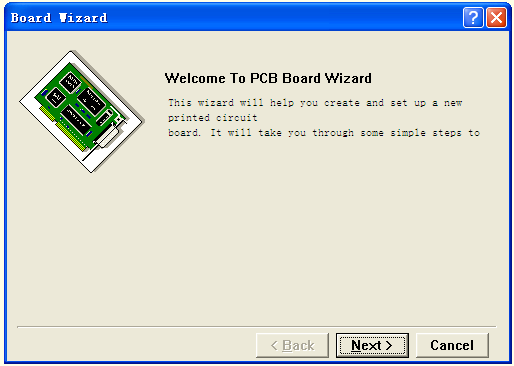 Board Wizard
Welcome To PCB Board Wizard
This wizard will help you create and set up a new
printed circuit
board. It will take you through some simple steps to
< Back
Next >
Cancel